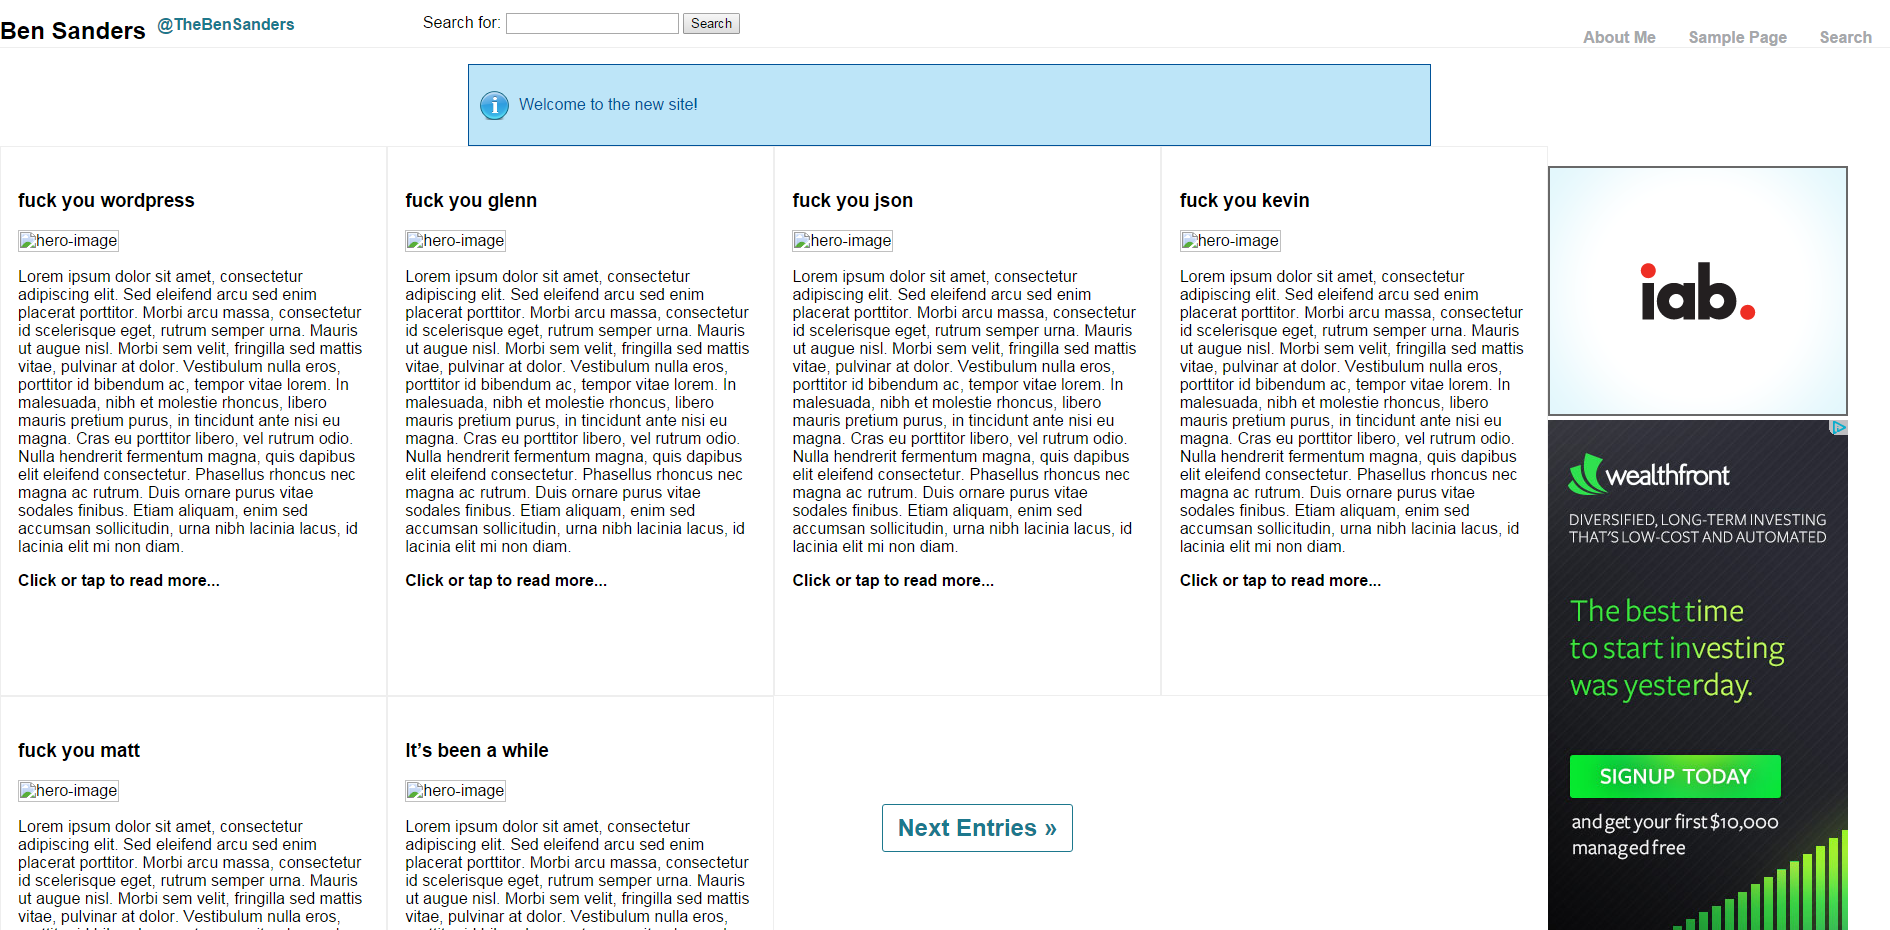 Ben Sanders @TheBenSanders
Search for: Search
About Me Sample Page Search
Welcome to the new site!
fuck you wordpress
hero-image
Lorem ipsum dolor sit amet, consectetur
adipiscing elit. Sed eleifend arcu sed enim
placerat porttitor. Morbi arcu massa, consectetur
id scelerisque eget, rutrum semper urna. Mauris
ut augue nisl. Morbi sem velit, fringilla sed mattis
vitae, pulvinar at dolor. Vestibulum nulla eros,
porttitor id bibendum ac, tempor vitae lorem. In
malesuada, nibh et molestie rhoncus, libero
mauris pretium purus, in tincidunt ante nisi eu
magna. Cras eu porttitor libero, vel rutrum odio.
Nulla hendrerit fermentum magna, quis dapibus
elit eleifend consectetur. Phasellus rhoncus nec
magna ac rutrum. Duis ornare purus vitae
sodales finibus. Etiam aliquam, enim sed
accumsan sollicitudin, urna nibh lacinia lacus, id
lacinia elit mi non diam.
Click or tap to read more...
fuck you glenn
hero-image
Lorem ipsum dolor sit amet, consectetur
adipiscing elit. Sed eleifend arcu sed enim
placerat porttitor. Morbi arcu massa, consectetur
id scelerisque eget, rutrum semper urna. Mauris
ut augue nisl. Morbi sem velit, fringilla sed mattis
vitae, pulvinar at dolor. Vestibulum nulla eros,
porttitor id bibendum ac, tempor vitae lorem. In
malesuada, nibh et molestie rhoncus, libero
mauris pretium purus, in tincidunt ante nisi eu
magna. Cras eu porttitor libero, vel rutrum odio.
Nulla hendrerit fermentum magna, quis dapibus
elit eleifend consectetur. Phasellus rhoncus nec
magna ac rutrum. Duis ornare purus vitae
sodales finibus. Etiam aliquam, enim sed
accumsan sollicitudin, urna nibh lacinia lacus, id
lacinia elit mi non diam.
Click or tap to read more...
fuck you json
hero-image
Lorem ipsum dolor sit amet, consectetur
adipiscing elit. Sed eleifend arcu sed enim
placerat porttitor. Morbi arcu massa, consectetur
id scelerisque eget, rutrum semper urna. Mauris
ut augue nisl. Morbi sem velit, fringilla sed mattis
vitae, pulvinar at dolor. Vestibulum nulla eros,
porttitor id bibendum ac, tempor vitae lorem. In
malesuada, nibh et molestie rhoncus, libero
mauris pretium purus, in tincidunt ante nisi eu
magna. Cras eu porttitor libero, vel rutrum odio.
Nulla hendrerit fermentum magna, quis dapibus
elit eleifend consectetur. Phasellus rhoncus nec
magna ac rutrum. Duis ornare purus vitae
sodales finibus. Etiam aliquam, enim sed
accumsan sollicitudin, urna nibh lacinia lacus, id
lacinia elit mi non diam.
Click or tap to read more...
fuck you kevin
hero-image
Lorem ipsum dolor sit amet, consectetur
adipiscing elit. Sed eleifend arcu sed enim
placerat porttitor. Morbi arcu massa, consectetur
id scelerisque eget, rutrum semper urna. Mauris
ut augue nisl. Morbi sem velit, fringilla sed mattis
vitae, pulvinar at dolor. Vestibulum nulla eros,
porttitor id bibendum ac, tempor vitae lorem. In
malesuada, nibh et molestie rhoncus, libero
mauris pretium purus, in tincidunt ante nisi eu
magna. Cras eu porttitor libero, vel rutrum odio.
Nulla hendrerit fermentum magna, quis dapibus
elit eleifend consectetur. Phasellus rhoncus nec
magna ac rutrum. Duis ornare purus vitae
sodales finibus. Etiam aliquam, enim sed
accumsan sollicitudin, urna nibh lacinia lacus, id
lacinia elit mi non diam.
Click or tap to read more...
iab.
wealthfront
DIVERSIFIED, LONG-TERM INVESTING
THAT'S LOW-COST AND AUTOMATED
The best time
to start investing
was yesterday.
SIGNUP TODAY
and get your first $10,000
managed free
fuck you matt
hero-image
Lorem ipsum dolor sit amet, consectetur
adipiscing elit. Sed eleifend arcu sed enim
placerat porttitor. Morbi arcu massa, consectetur
id scelerisque eget, rutrum semper urna. Mauris
ut augue nisl. Morbi sem velit, fringilla sed mattis
vitae, pulvinar at dolor. Vestibulum nulla eros,
It’s been a while
hero-image
Lorem ipsum dolor sit amet, consectetur
adipiscing elit. Sed eleifend arcu sed enim
placerat porttitor. Morbi arcu massa, consectetur
id scelerisque eget, rutrum semper urna. Mauris
ut augue nisl. Morbi sem velit, fringilla sed mattis
vitae, pulvinar at dolor. Vestibulum nulla eros,
Next Entries »